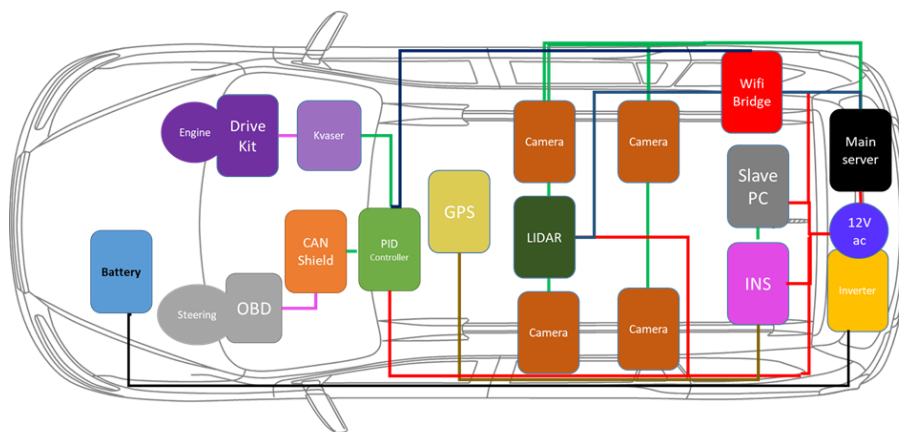 Wifi
Bridge
Engine
Drive
Kit
Kvaser
Camera
Camera
Main
server
Slave
PC
GPS
CAN
Shield
PID
Controller
LIDAR
12V
ac
Battery
INS
Inverter
Steering
OBD
Camera
Camera